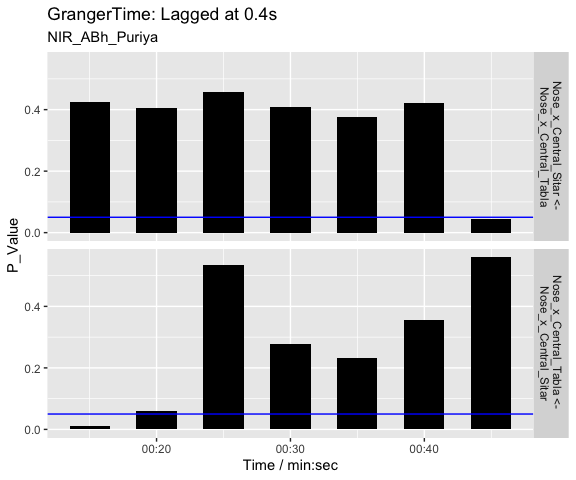 GrangerTime: Lagged at 0.4s
NIR_ABh_Puriya
0.4
0.2
0.0
Nose_x_Central_Sitar <-
Nose_x_Central_Tabla
P_Value
0.4
0.2
0.0
Nose_x_Central_Tabla <-
Nose_x_Central_Sitar
00:20 00:30 00:40
Time / min:sec